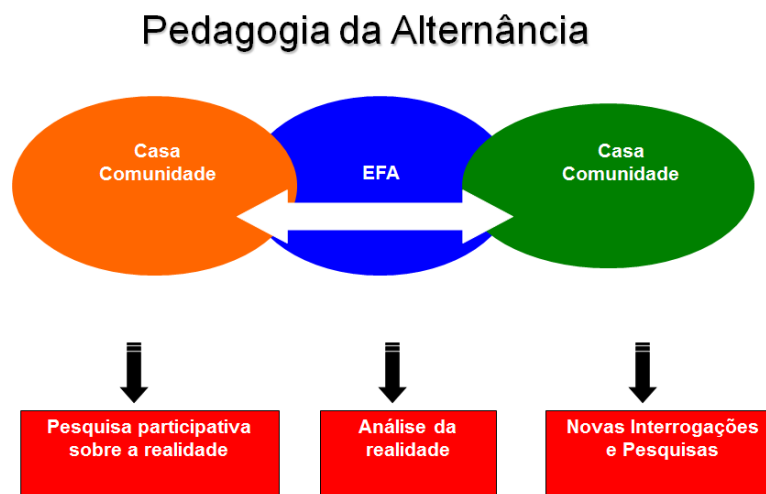 Pedagogia da Alternância
Casa
Comunidade
EFA
Casa
Comunidade
Pesquisa participativa
sobre a realidade
Análise da
realidade
Novas Interrogações
e Pesquisas